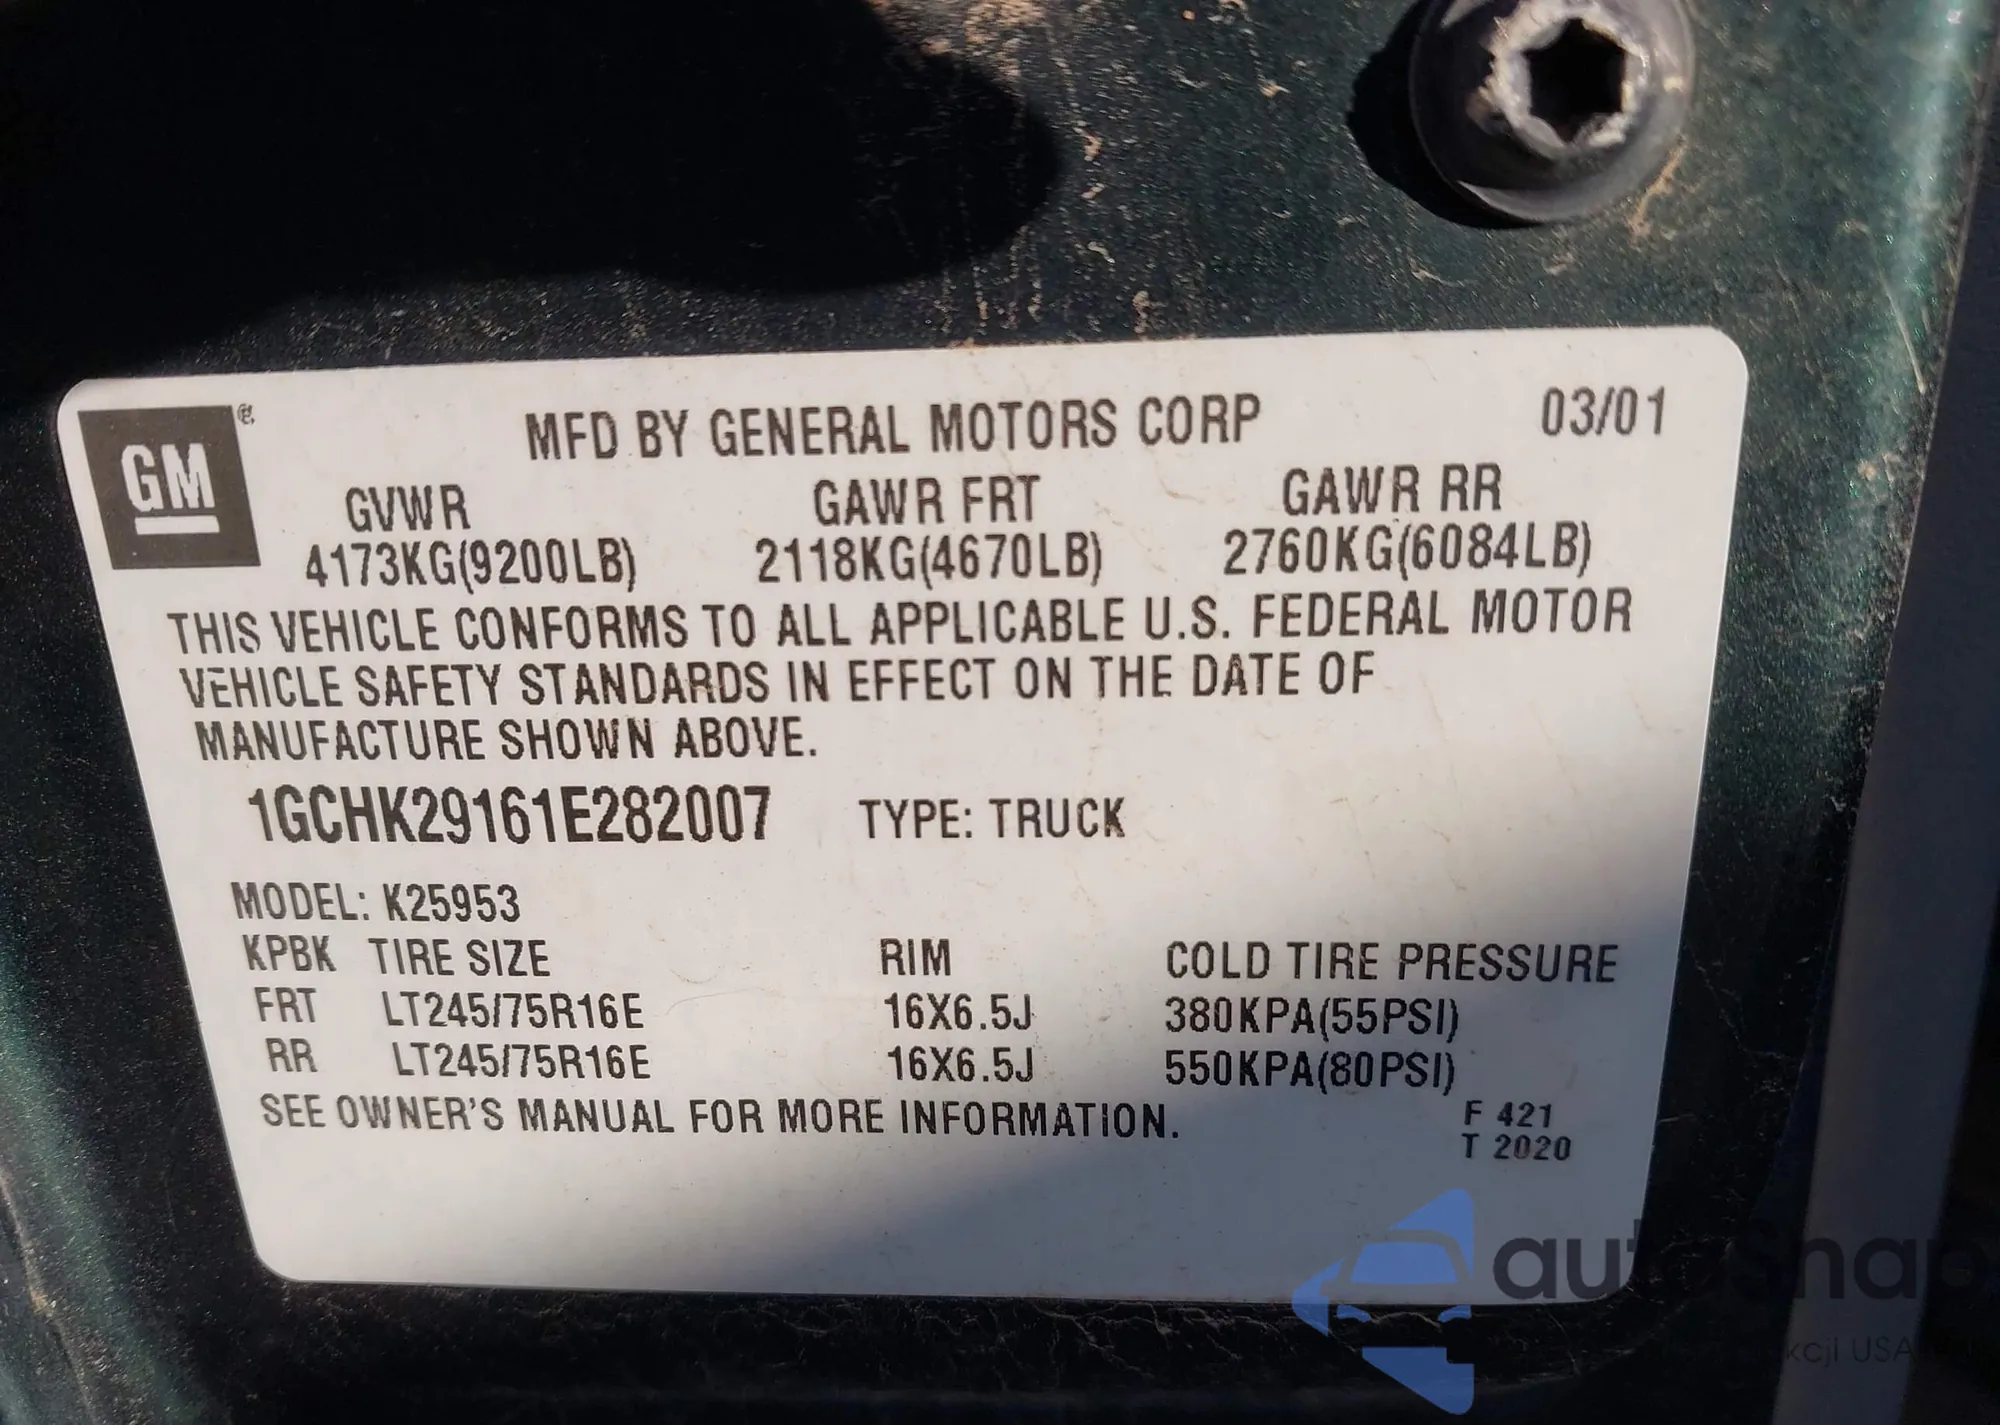 GM
MFD BY GENERAL MOTORS CORP 03/01
GVWR GAWR FRT GAWR RR
4173KG(9200LB) 2118KG(4670LB) 2760KG(6084LB)
THIS VEHICLE CONFORMS TO ALL APPLICABLE U.S. FEDERAL MOTOR
VEHICLE SAFETY STANDARDS IN EFFECT ON THE DATE OF
MANUFACTURE SHOWN ABOVE.
1GCHK29161E282007 TYPE: TRUCK
MODEL: K25953
KPBK TIRE SIZE RIM COLD TIRE PRESSURE
FRT LT245/75R16E 16X6.5J 380KPA(55PSI)
RR LT245/75R16E 16X6.5J 550KPA(80PSI)
SEE OWNER'S MANUAL FOR MORE INFORMATION.
F 421
T 2020
autosnap
USA